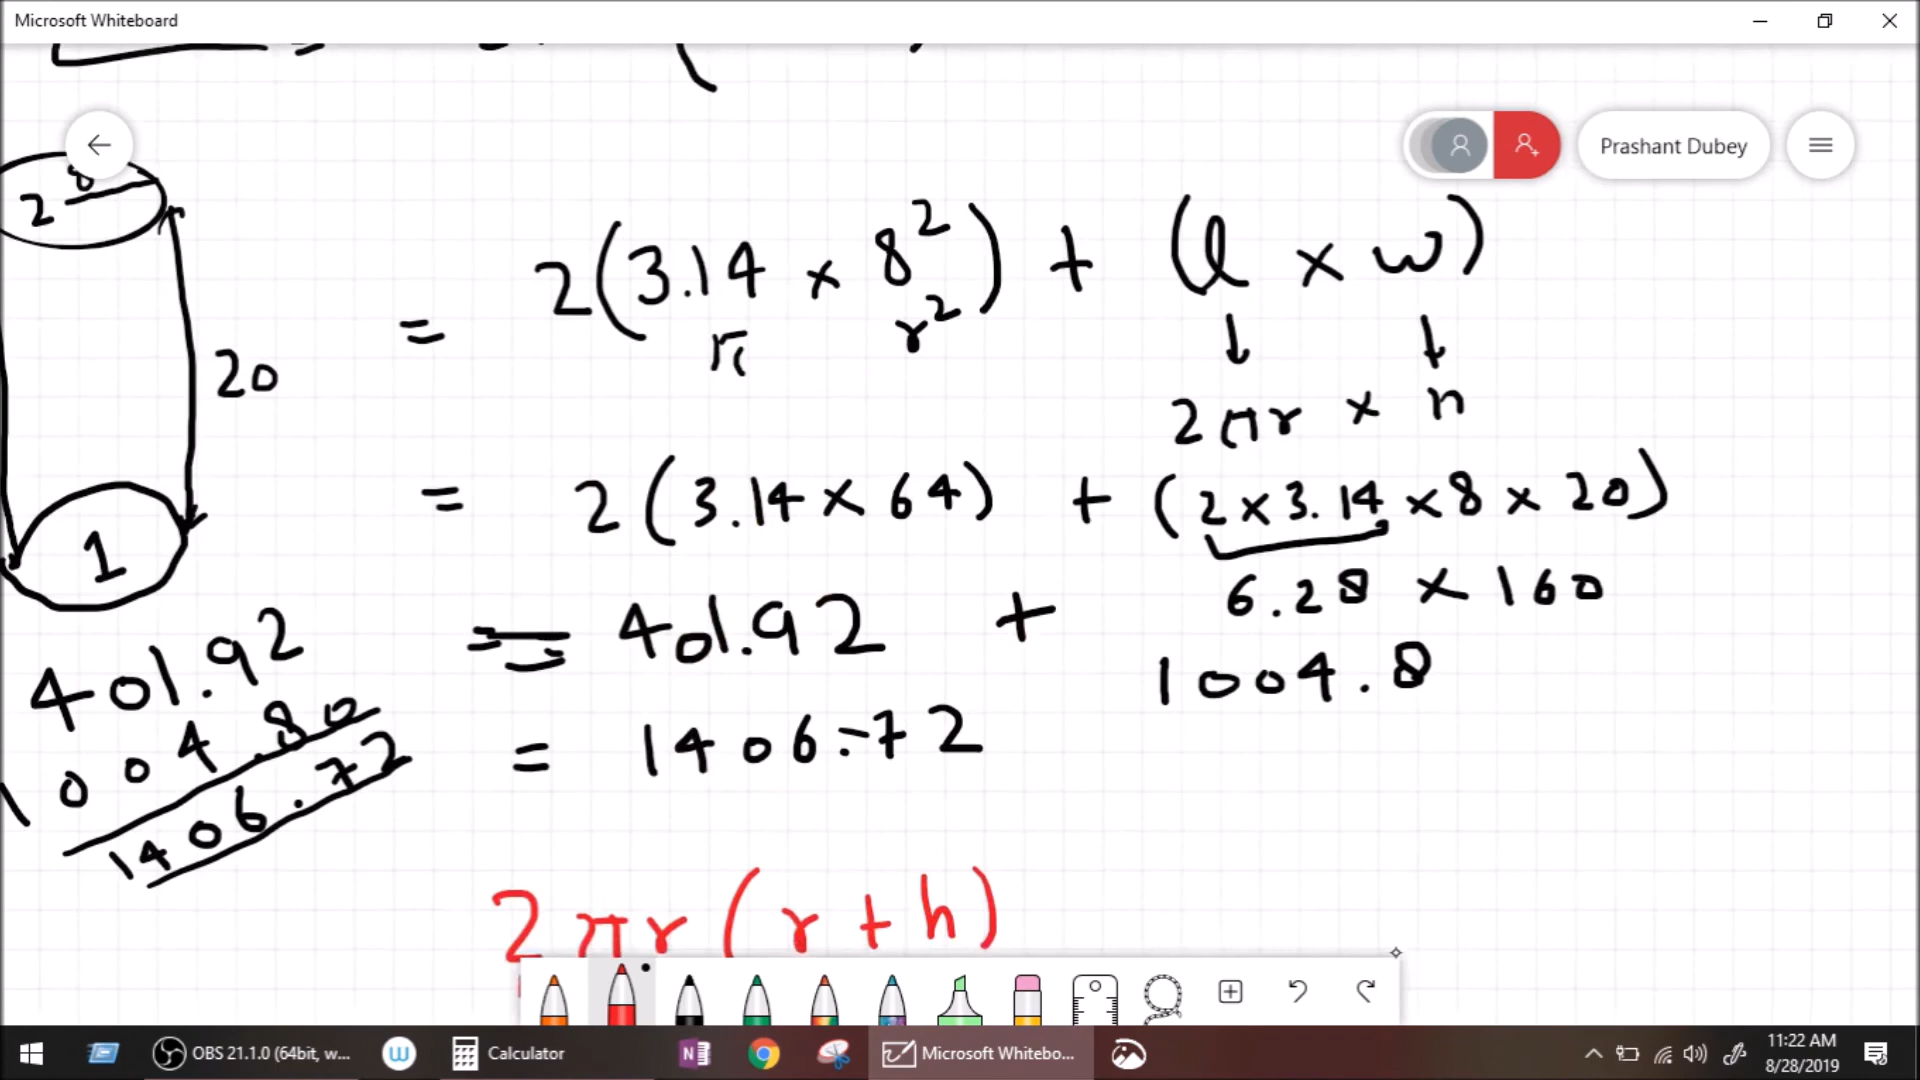 Microsoft Whiteboard
Prashant Dubey
2
8
= 2(3.14 × 8²) + (l × w)
π r² ↓ ↓
20
2πr × h
= 2(3.14 × 64) + (2 × 3.14 × 8 × 20)
1
6.28 × 160
= 401.92 +
1004.8
401.92
1004.80
1406.72
= 1406.72
2πr(r + h)
OBS 21.1.0 (64bit, w...
Calculator
Microsoft Whitebo...
11:22 AM
8/28/2019